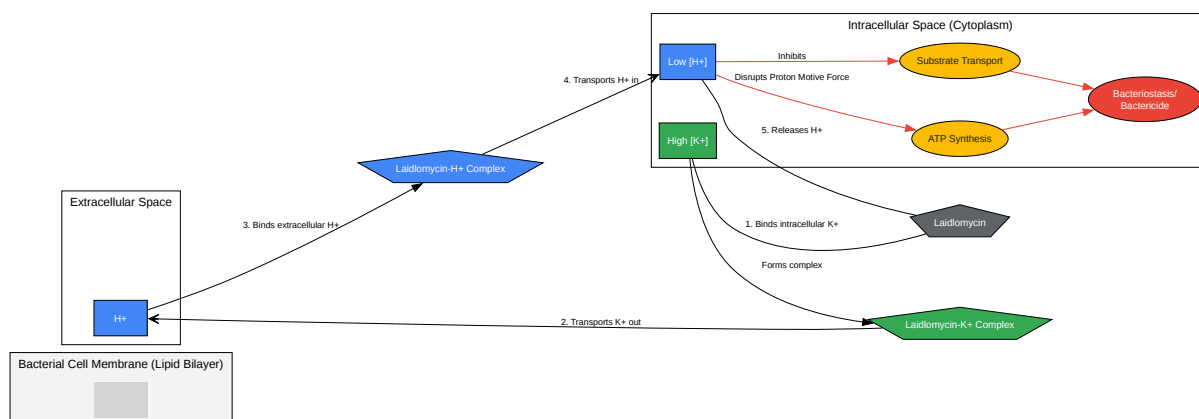 Intracellular Space (Cytoplasm)
Low [H+]
Inhibits
Substrate Transport
4. Transports H+ in
Disrupts Proton Motive Force
Bacteriostasis/
Bactericide
5. Releases H+
High [K+]
ATP Synthesis
Laidlomycin-H+ Complex
Extracellular Space
3. Binds extracellular H+
1. Binds intracellular K+
Laidlomycin
Forms complex
H+
2. Transports K+ out
Laidlomycin-K+ Complex
Bacterial Cell Membrane (Lipid Bilayer)